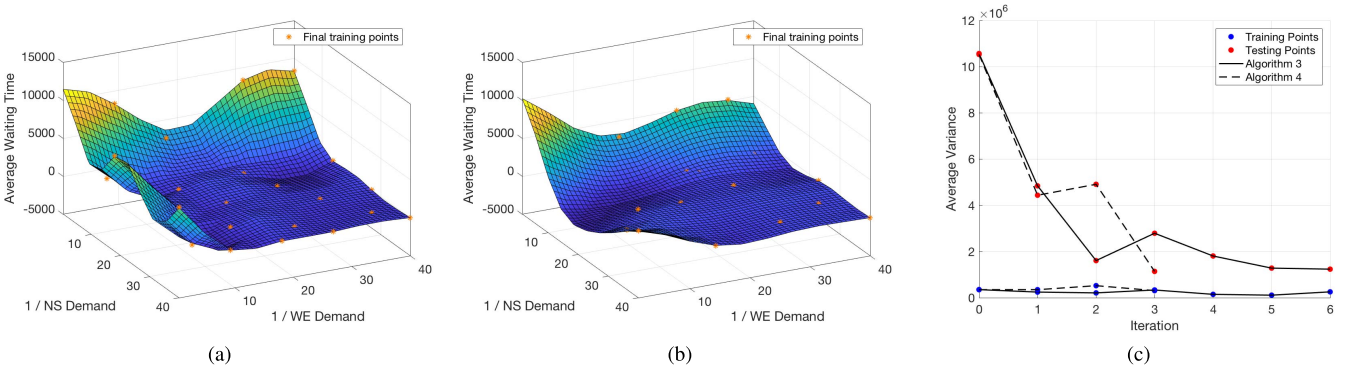 Final training points
15000
10000
5000
0
-5000
Average Waiting Time
10
20
30
40
1 / NS Demand
10
20
30
40
1 / WE Demand
(a)
Final training points
15000
10000
5000
0
-5000
Average Waiting Time
10
20
30
40
1 / NS Demand
10
20
30
40
1 / WE Demand
(b)
×10⁶
12
10
8
6
4
2
0
Average Variance
Training Points
Testing Points
Algorithm 3
Algorithm 4
0 1 2 3 4 5 6
Iteration
(c)